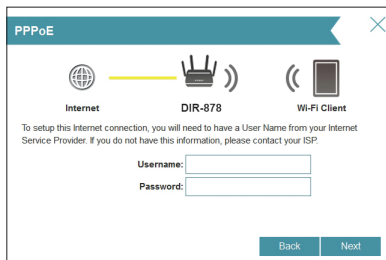 PPPoE
Internet
DIR-878
Wi-Fi Client
To setup this Internet connection, you will need to have a User Name from your Internet
Service Provider. If you do not have this information, please contact your ISP.
Username:
Password:
Back
Next